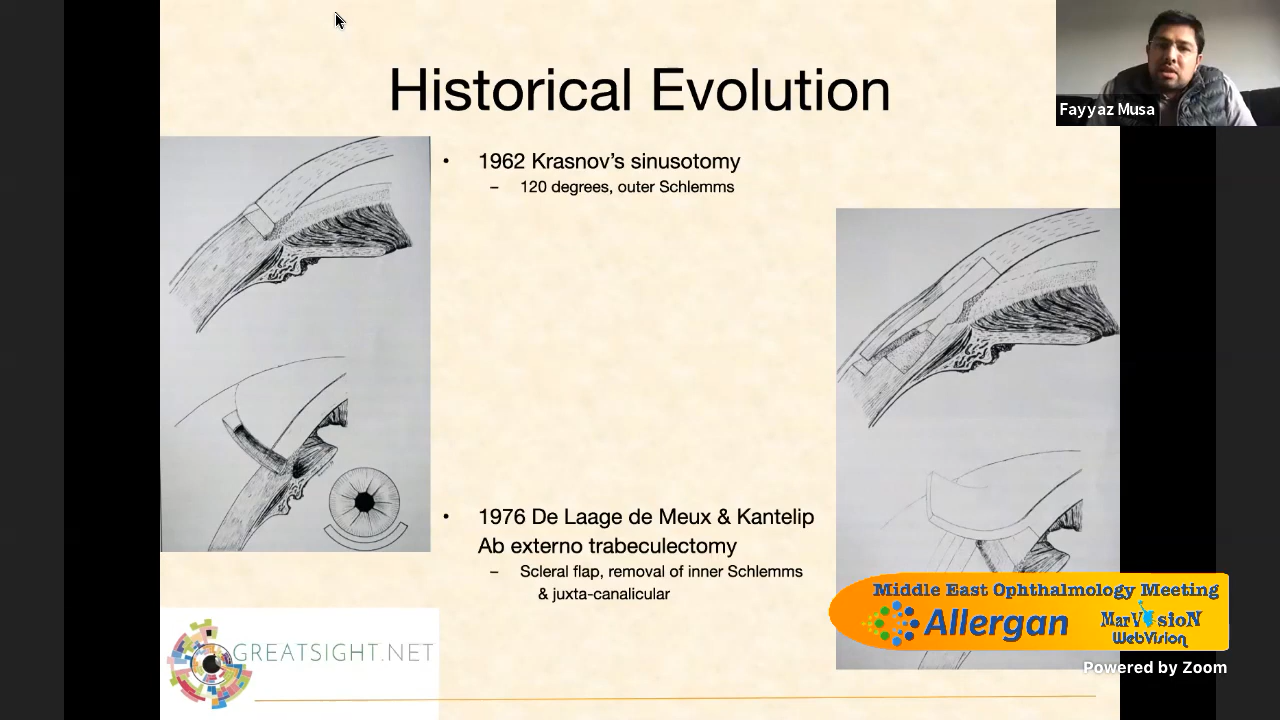 Historical Evolution
Fayyaz Musa
• 1962 Krasnov’s sinusotomy
– 120 degrees, outer Schlemms
• 1976 De Laage de Meux & Kantelip
Ab externo trabeculectomy
– Scleral flap, removal of inner Schlemms
& juxta-canalicular
GREATSIGHT.NET
Middle East Ophthalmology Meeting
Allergan
MarVision
WebVision
Powered by Zoom